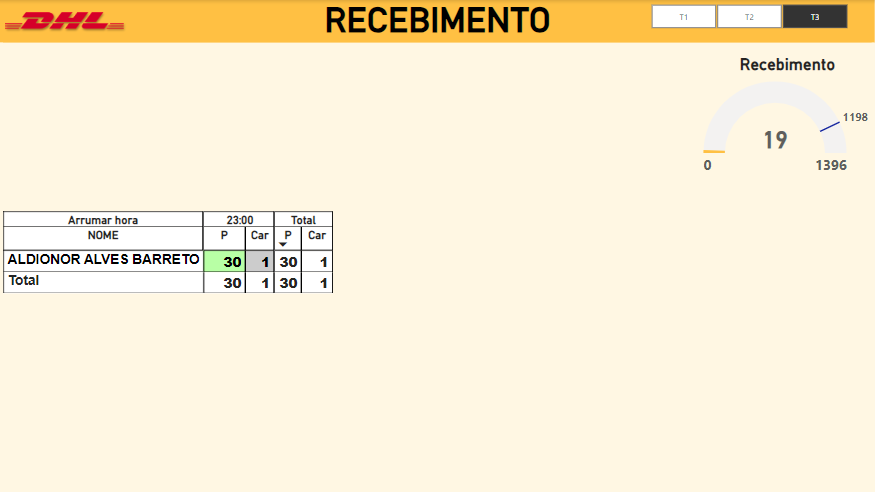 DHL
RECEBIMENTO
T1 T2 T3
Recebimento
1198
19
0 1396
Arrumar hora 23:00 Total
NOME P Car P Car
ALDIONOR ALVES BARRETO 30 1 30 1
Total 30 1 30 1